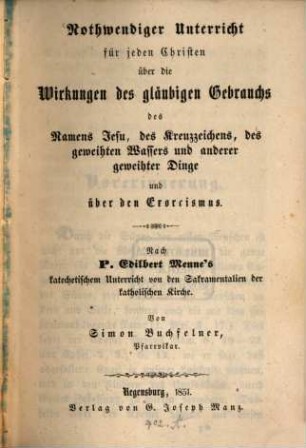 Nothwendiger Unterricht
für jeden Christen
über die
Wirkungen des gläubigen Gebrauchs
des
Namens Jesu, des Kreuzzeichens, des
geweihten Wassers und anderer
geweihter Dinge
und
über den Exorcismus.
Nach
P. Edilbert Menne's
katechetischem Unterricht von den Sakramentalien der
katholischen Kirche.
Von
Simon Buchfelner,
Pfarrvikar.
Regensburg, 1851.
Verlag von G. Joseph Manz.